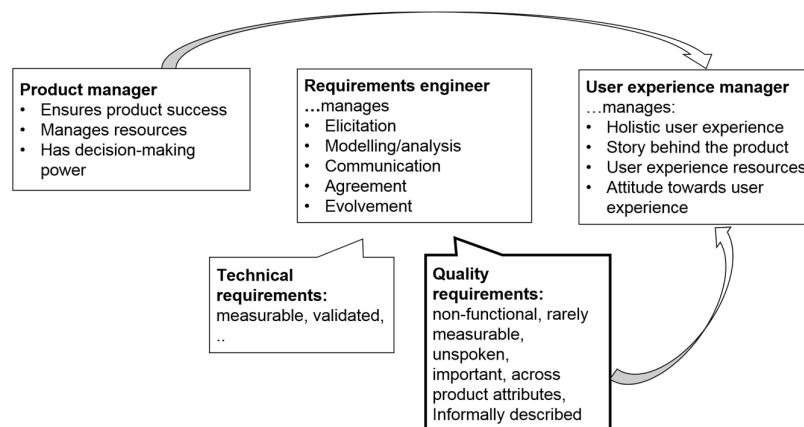 Product manager
• Ensures product success
• Manages resources
• Has decision-making
power
Requirements engineer
…manages
• Elicitation
• Modelling/analysis
• Communication
• Agreement
• Evolvement
User experience manager
…manages:
• Holistic user experience
• Story behind the product
• User experience resources
• Attitude towards user
experience
Technical
requirements:
measurable, validated,
..
Quality
requirements:
non-functional, rarely
measurable,
unspoken,
important, across
product attributes,
Informally described